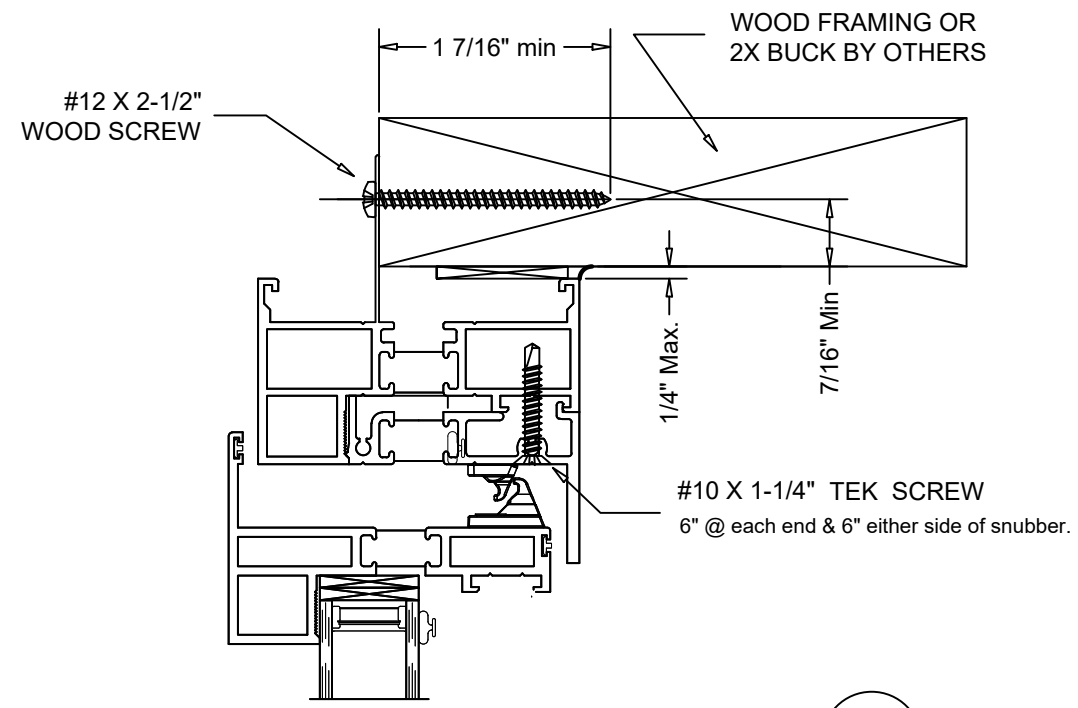 WOOD FRAMING OR
2X BUCK BY OTHERS
1 7/16" min
#12 X 2-1/2"
WOOD SCREW
1/4" Max.
7/16" Min
#10 X 1-1/4" TEK SCREW
6" @ each end & 6" either side of snubber.